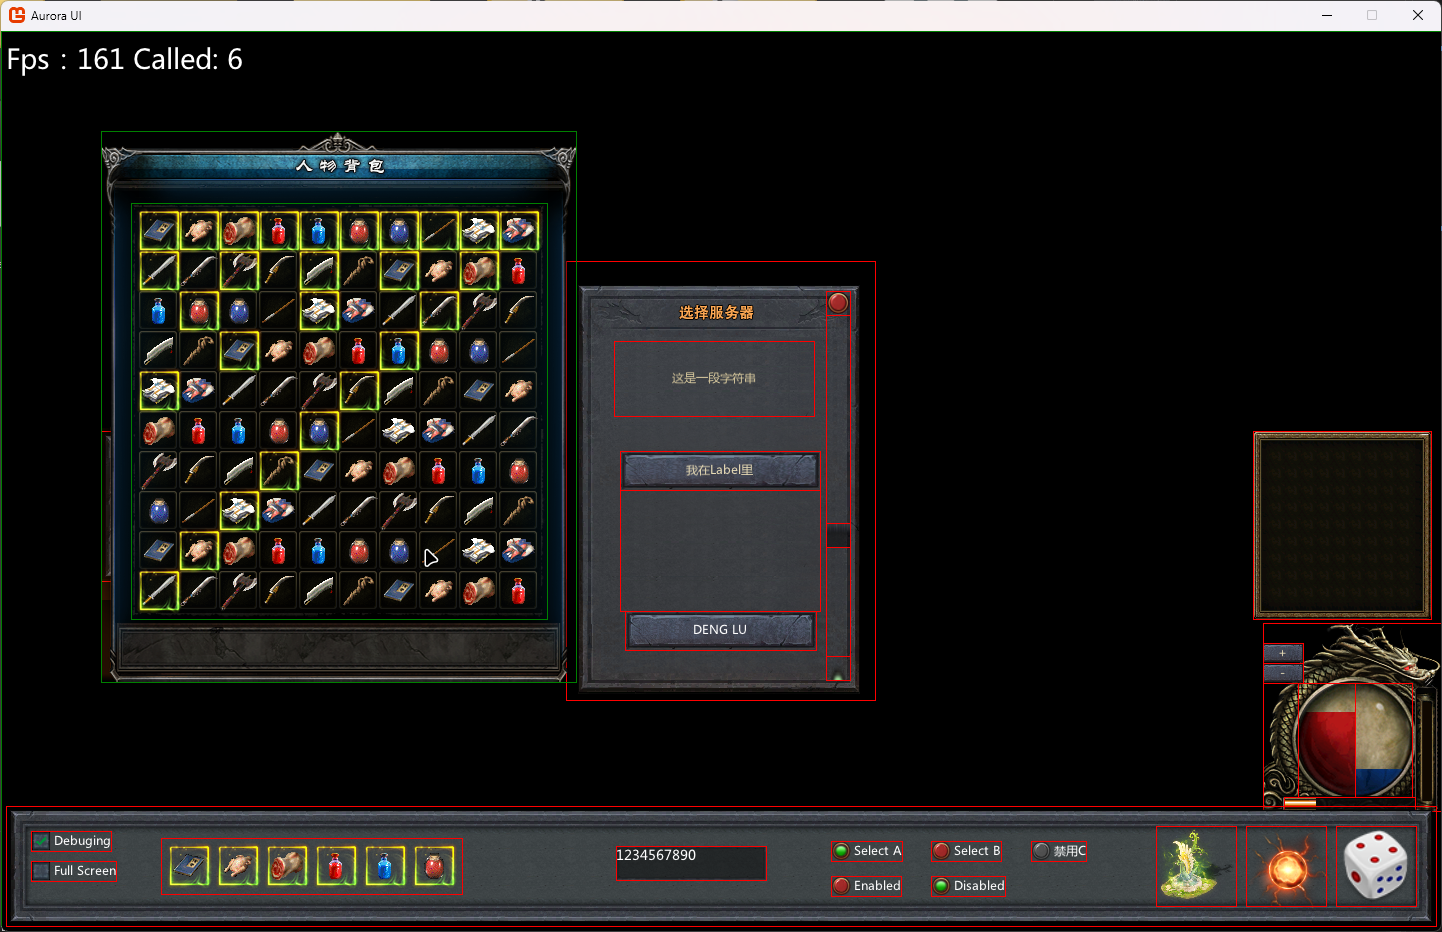 Aurora UI
Fps : 161 Called: 6
人物背包
选择服务器
这是一段字符串
我在Label里
DENG LU
+
-
Debuging
Full Screen
1234567890
Select A
Select B
禁用C
Enabled
Disabled